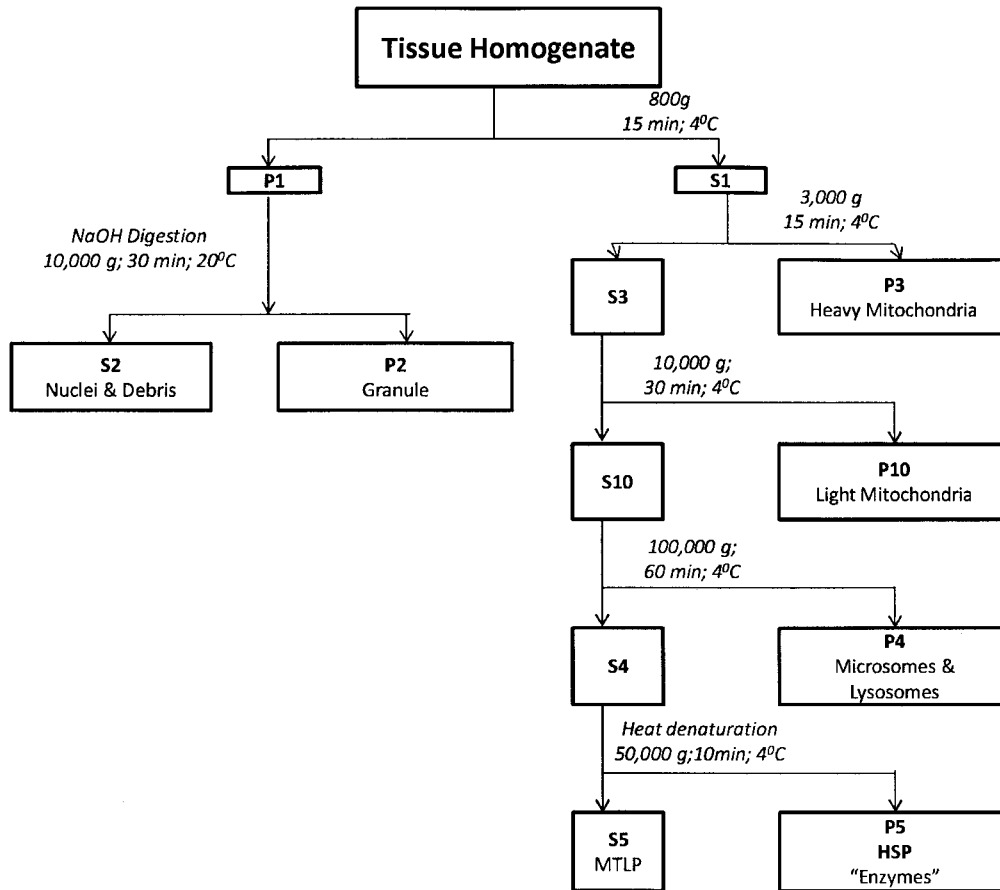 Tissue Homogenate
800g
15 min; 4⁰C
P1
S1
3,000 g
15 min; 4⁰C
NaOH Digestion
10,000 g; 30 min; 20⁰C
S3
P3
Heavy Mitochondria
S2
Nuclei & Debris
P2
Granule
10,000 g;
30 min; 4⁰C
S10
P10
Light Mitochondria
100,000 g;
60 min; 4⁰C
S4
P4
Microsomes &
Lysosomes
Heat denaturation
50,000 g;10min; 4⁰C
S5
MTLP
P5
HSP
“Enzymes”